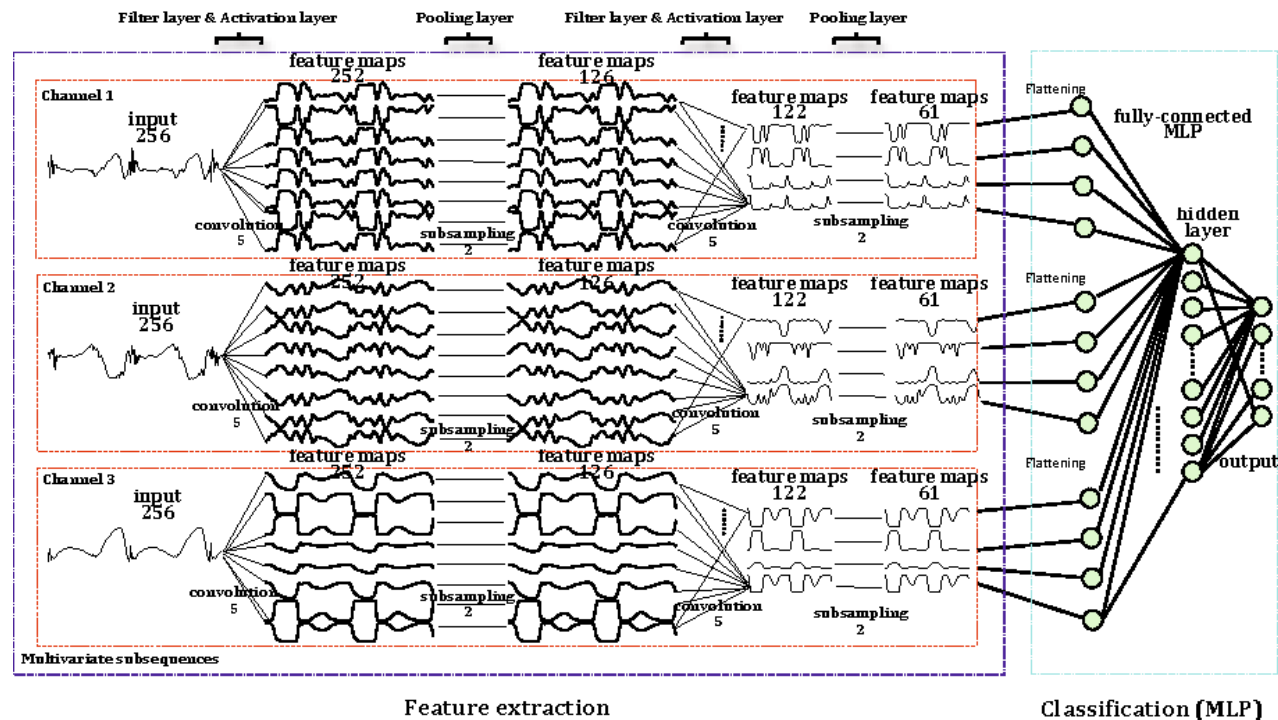 Filter layer & Activation layer
Pooling layer
Filter layer & Activation layer
Pooling layer
Channel 1
input
256
feature maps
252
convolution
5
subsampling
2
feature maps
126
convolution
5
feature maps
122
subsampling
2
feature maps
61
Channel 2
input
256
feature maps
252
convolution
5
subsampling
2
feature maps
126
convolution
5
feature maps
122
subsampling
2
feature maps
61
Channel 3
input
256
feature maps
252
convolution
5
subsampling
2
feature maps
126
convolution
5
feature maps
122
subsampling
2
feature maps
61
Multivariate subsequences
Flattening
Flattening
Flattening
fully-connected
MLP
hidden
layer
output
Feature extraction
Classification (MLP)